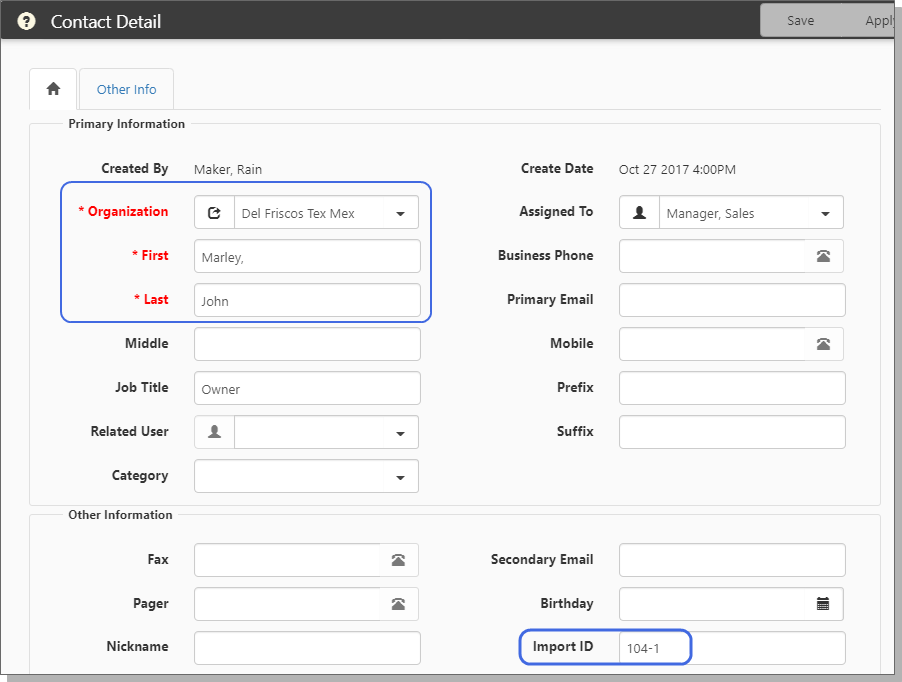 ? Contact Detail Save Apply
Other Info
Primary Information
Created By Maker, Rain Create Date Oct 27 2017 4:00PM
* Organization Del Friscos Tex Mex Assigned To Manager, Sales
* First Marley, Business Phone
* Last John Primary Email
Middle Mobile
Job Title Owner Prefix
Related User Suffix
Category
Other Information
Fax Secondary Email
Pager Birthday
Nickname Import ID 104-1